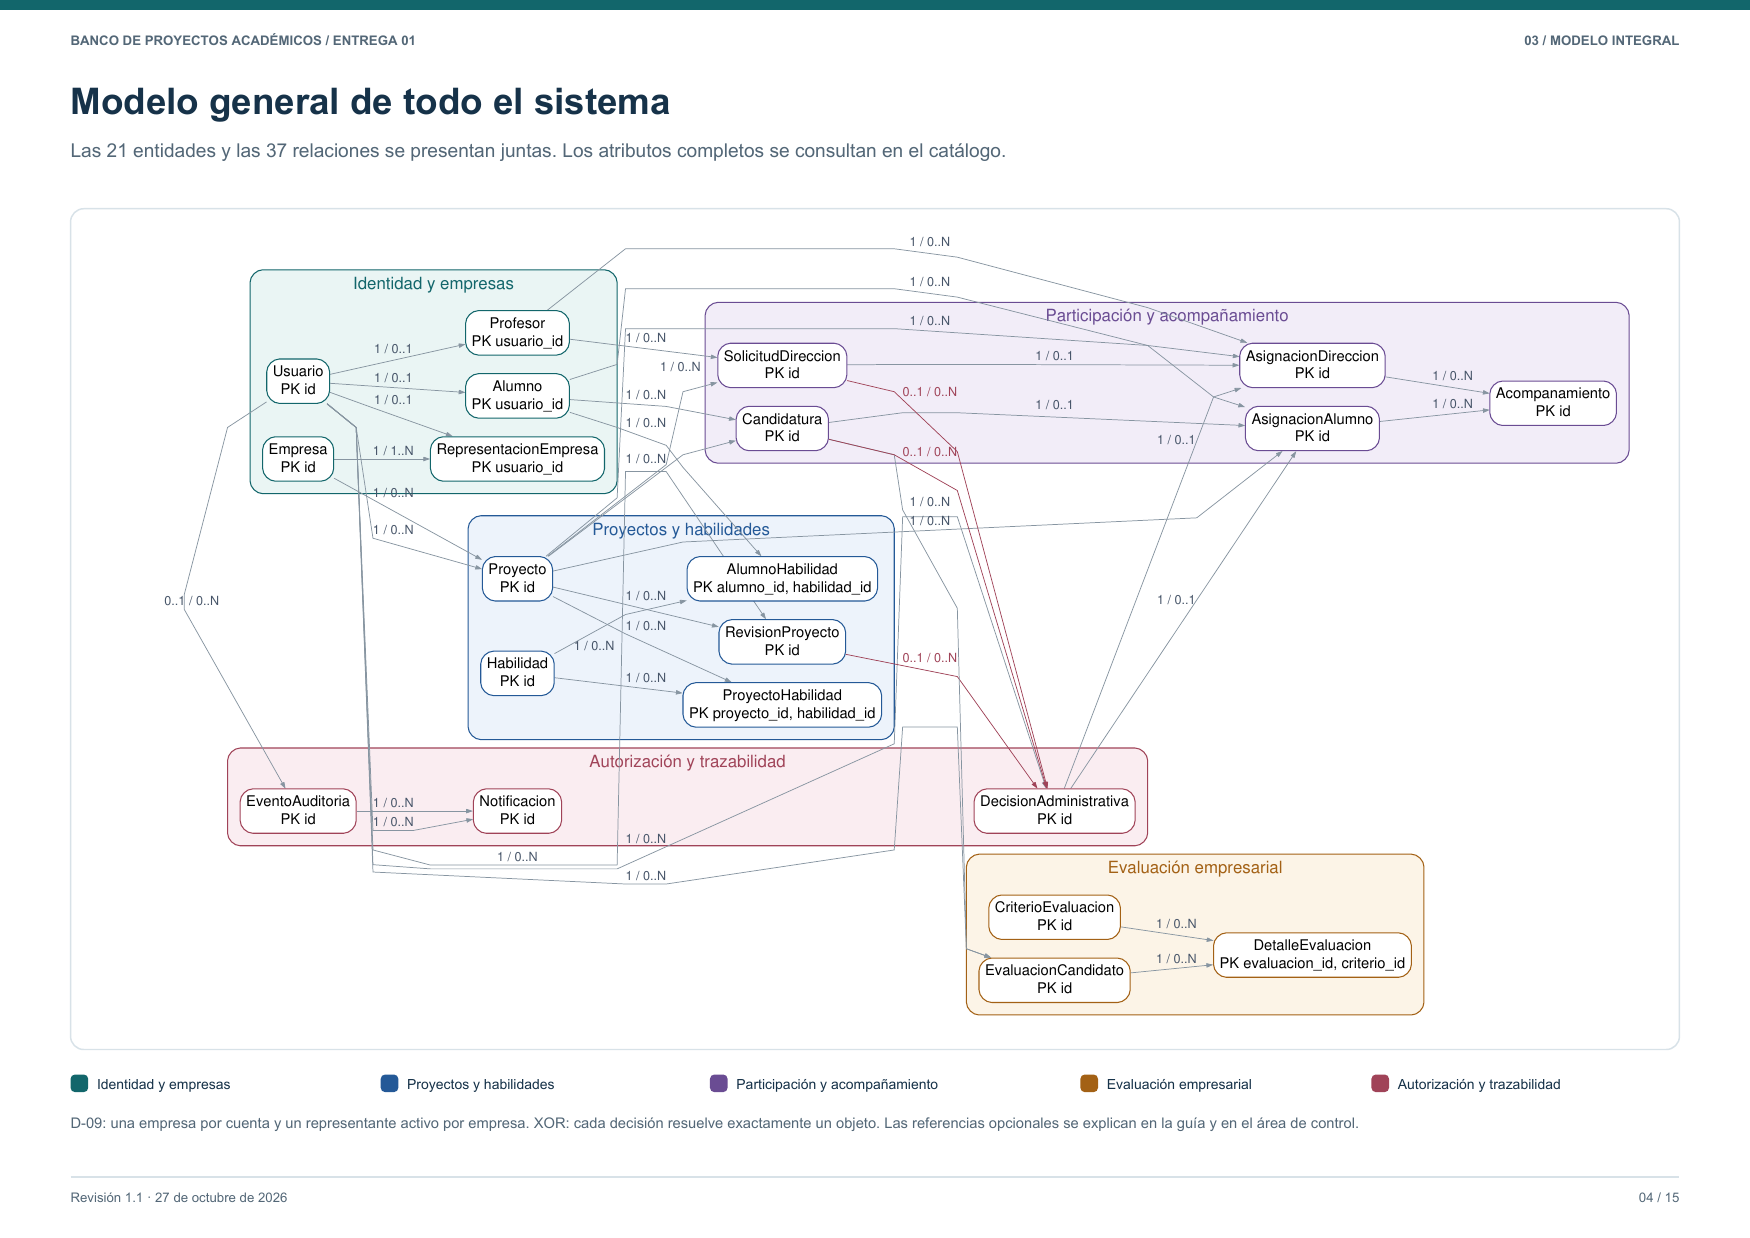 BANCO DE PROYECTOS ACADÉMICOS / ENTREGA 01
03 / MODELO INTEGRAL
Modelo general de todo el sistema
Las 21 entidades y las 37 relaciones se presentan juntas. Los atributos completos se consultan en el catálogo.
1 / 0..N
Identidad y empresas
1 / 0..N
Participación y acompañamiento
Profesor
PK usuario_id
1 / 0..N
1 / 0..N
1 / 0..1
SolicitudDireccion
PK id
1 / 0..1
AsignacionDireccion
PK id
Usuario
PK id
1 / 0..1
Alumno
PK usuario_id
1 / 0..N
1 / 0..N
1 / 0..N
1 / 0..1
0..1 / 0..N
1 / 0..N
Acompanamiento
PK id
1 / 0..1
Candidatura
PK id
1 / 0..N
AsignacionAlumno
PK id
1 / 0..1
Empresa
PK id
1 / 1..N
RepresentacionEmpresa
PK usuario_id
1 / 0..N
0..1 / 0..N
1 / 0..N
1 / 0..N
1 / 0..N
1 / 0..N
Proyectos y habilidades
Proyecto
PK id
AlumnoHabilidad
PK alumno_id, habilidad_id
0..1 / 0..N
1 / 0..N
1 / 0..1
1 / 0..N
RevisionProyecto
PK id
1 / 0..N
Habilidad
PK id
0..1 / 0..N
1 / 0..N
ProyectoHabilidad
PK proyecto_id, habilidad_id
Autorización y trazabilidad
EventoAuditoria
PK id
1 / 0..N
1 / 0..N
Notificacion
PK id
DecisionAdministrativa
PK id
1 / 0..N
1 / 0..N
1 / 0..N
Evaluación empresarial
CriterioEvaluacion
PK id
1 / 0..N
DetalleEvaluacion
PK evaluacion_id, criterio_id
1 / 0..N
EvaluacionCandidato
PK id
Identidad y empresas
Proyectos y habilidades
Participación y acompañamiento
Evaluación empresarial
Autorización y trazabilidad
D-09: una empresa por cuenta y un representante activo por empresa. XOR: cada decisión resuelve exactamente un objeto. Las referencias opcionales se explican en la guía y en el área de control.
Revisión 1.1 · 27 de octubre de 2026
04 / 15